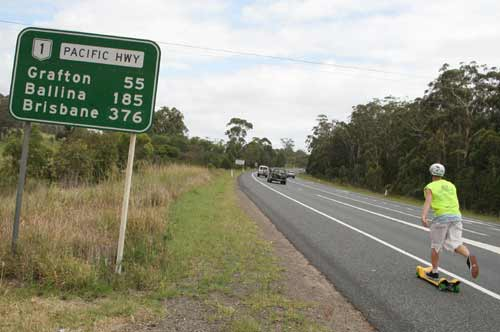 1 PACIFIC HWY
Grafton 55
Ballina 185
Brisbane 376